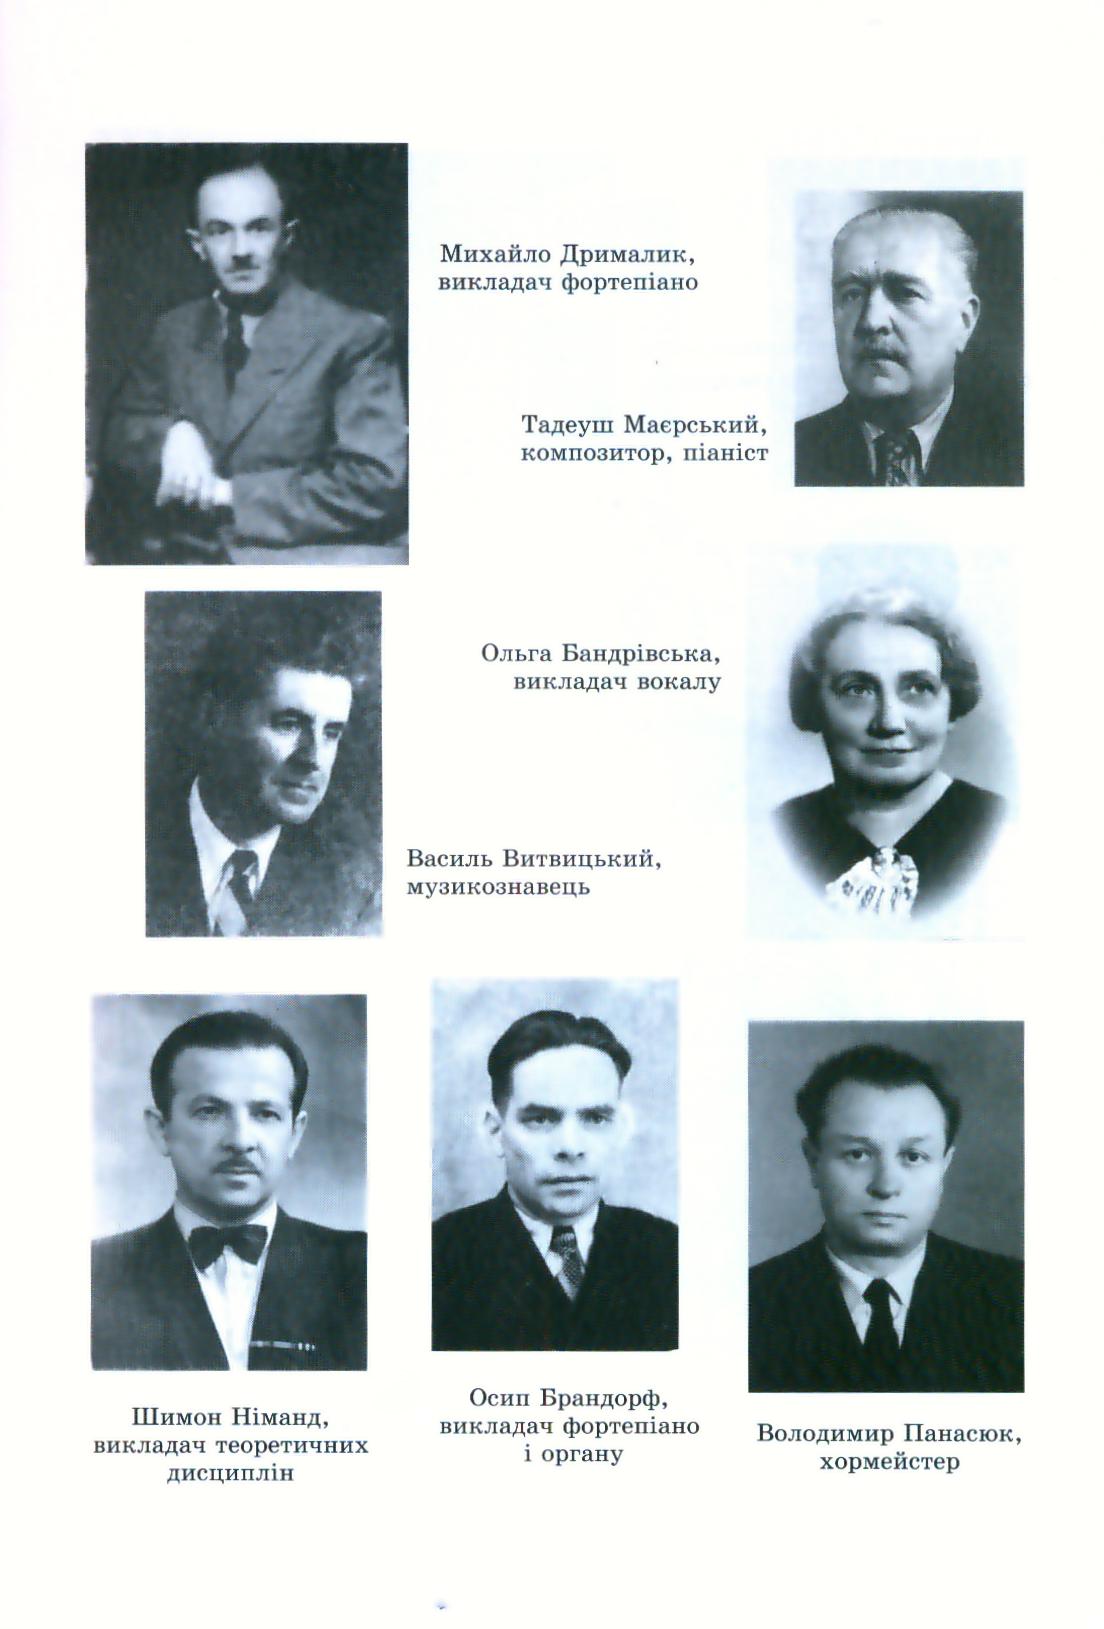 Михайло Дрималик,
викладач фортепіано
Тадеуш Маєрський,
композитор, піаніст
Ольга Бандрівська,
викладач вокалу
Василь Витвицький,
музикознавець
Шимон Німанд,
викладач теоретичних
дисциплін
Осип Брандорф,
викладач фортепіано
і органу
Володимир Панасюк,
хормейстер